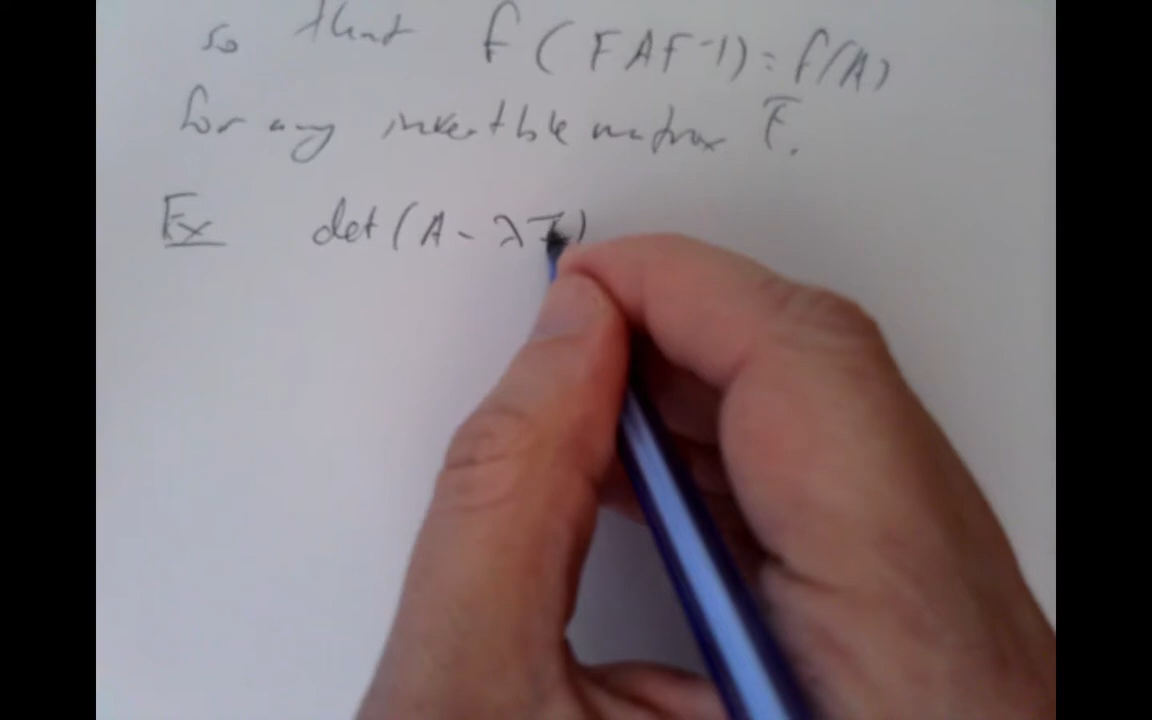 so that f(FAF^-1) = f(A)
for any invertible matrix F.
Ex det(A - λI)